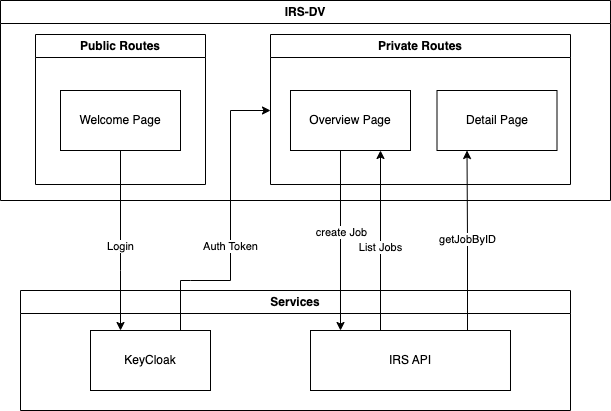 IRS-DV
Public Routes
Private Routes
Welcome Page
Overview Page
Detail Page
Login
Auth Token
create Job
List Jobs
getJobByID
Services
KeyCloak
IRS API